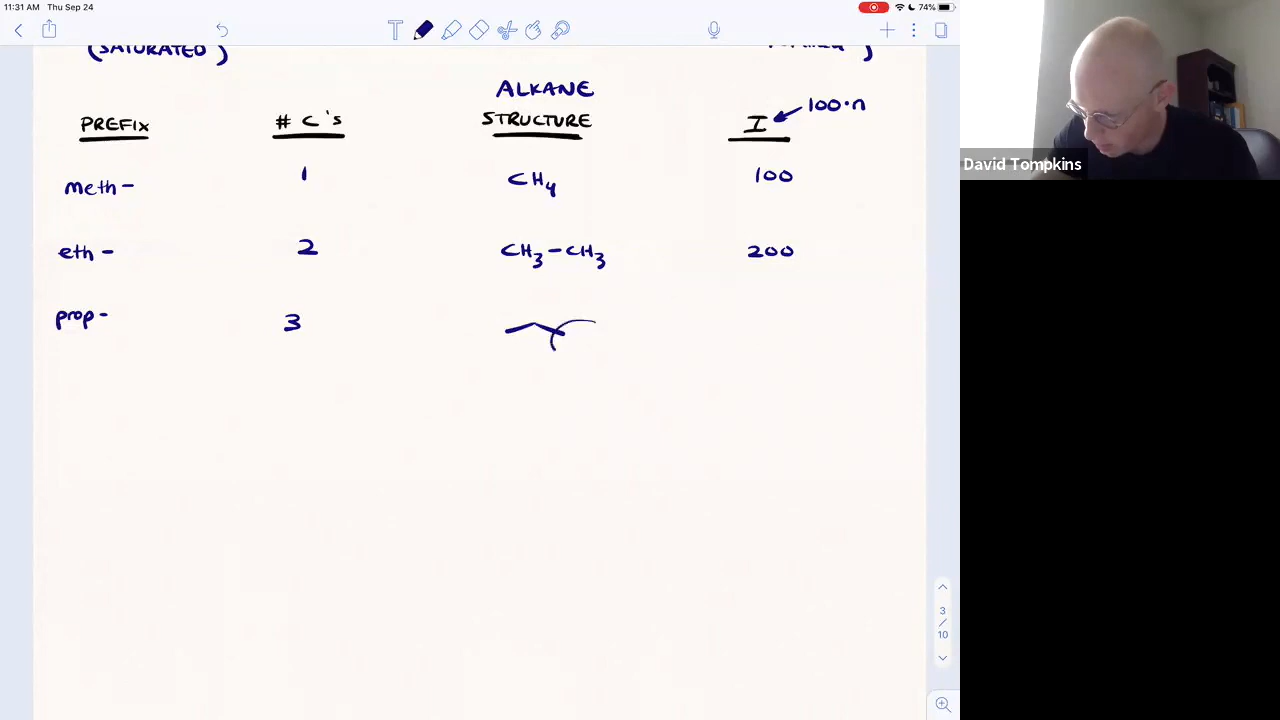 11:31 AM Thu Sep 24
74%
(SATURATED)
ALKANE
PREFIX # C's STRUCTURE I 100·n
meth- 1 CH4 100
eth- 2 CH3-CH3 200
prop- 3
David Tompkins
3
/
10